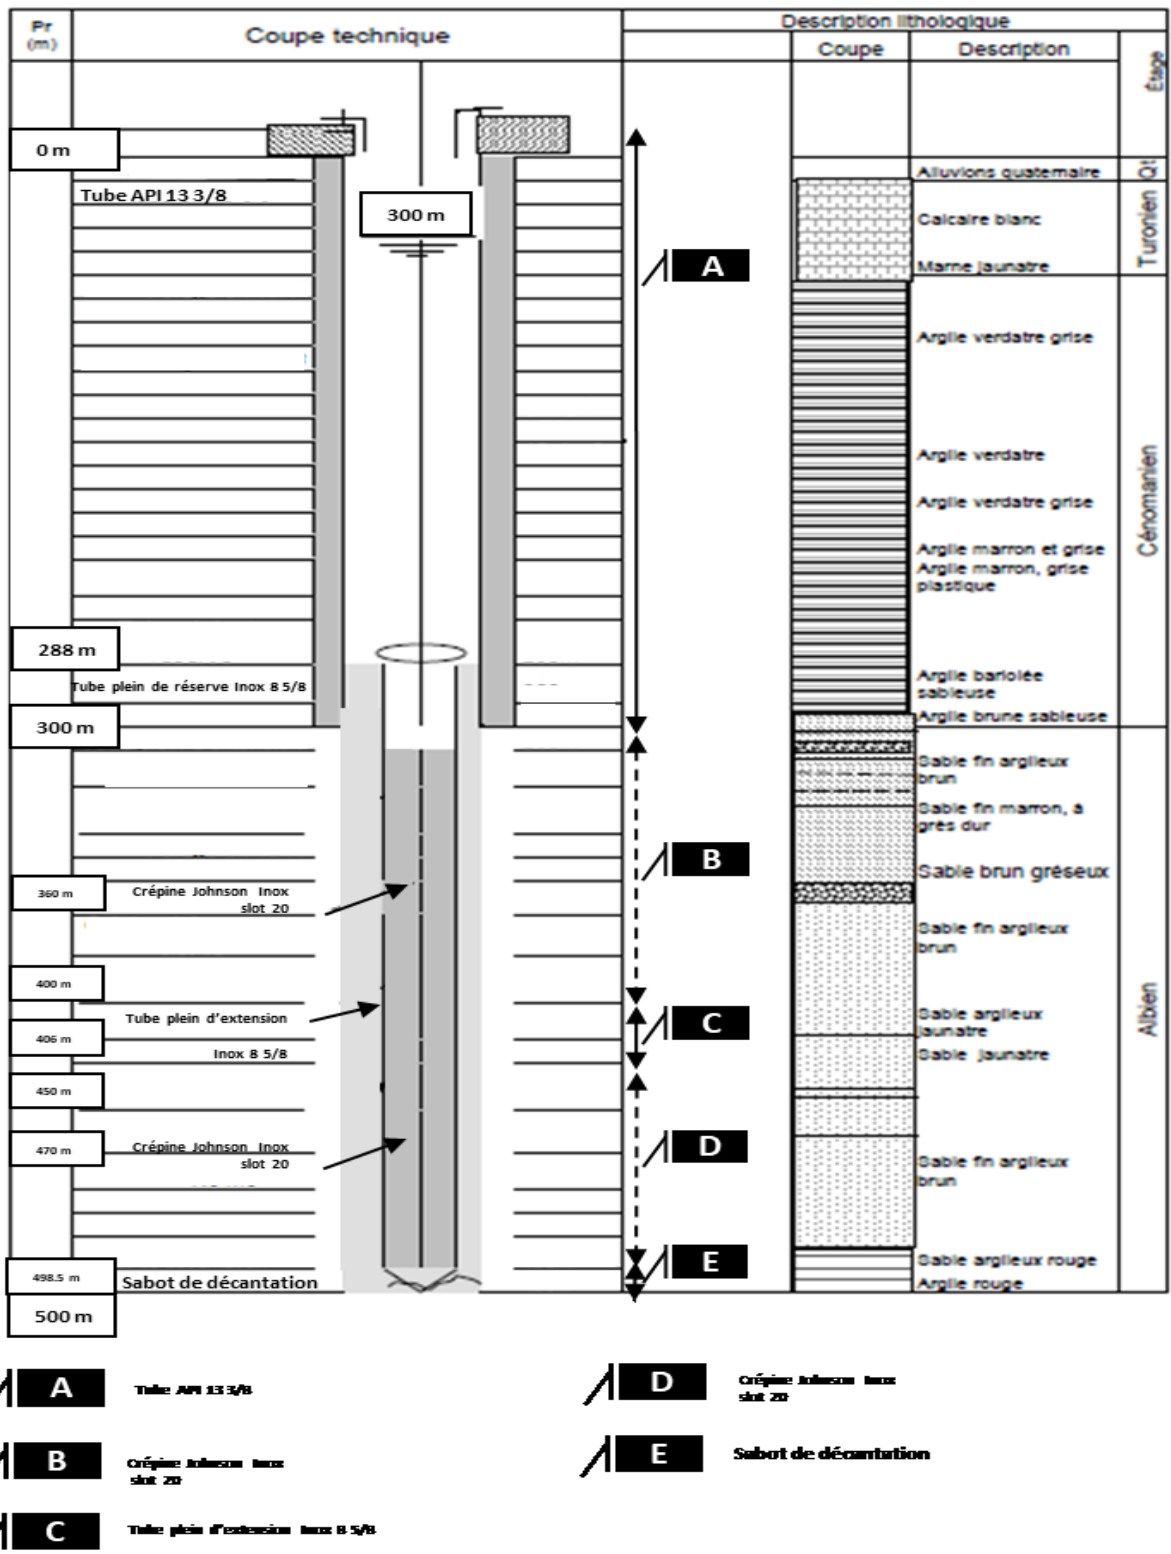 Pr
(m)
Coupe technique
Description lithologique
Coupe
Description
Étage
0 m
Tube API 13 3/8
300 m
A
Alluvions quaternaire
Qt
Calcaire blanc
Marne jaunatre
Turonien
Argile verdatre grise
Argile verdatre
Argile verdatre grise
Argile marron et grise
Argile marron, grise
plastique
Cénomanien
288 m
Tube plein de réserve Inox 8 5/8
Argile bariolée
sableuse
300 m
Argile brune sableuse
Sable fin argileux
brun
Sable fin marron, à
grès dur
B
Sable brun gréseux
360 m
Crépine Johnson Inox
slot 20
Sable fin argileux
brun
400 m
Tube plein d'extension
C
Sable argileux
jaunatre
406 m
Inox 8 5/8
Sable jaunatre
Albien
450 m
470 m
Crépine Johnson Inox
slot 20
D
Sable fin argileux
brun
E
Sable argileux rouge
498.5 m
Sabot de décantation
Argile rouge
500 m
A
Tube API 13 3/8
D
Crépine Johnson Inox
slot 20
B
Crépine Johnson Inox
slot 20
E
Sabot de décantation
C
Tube plein d'extension Inox 8 5/8